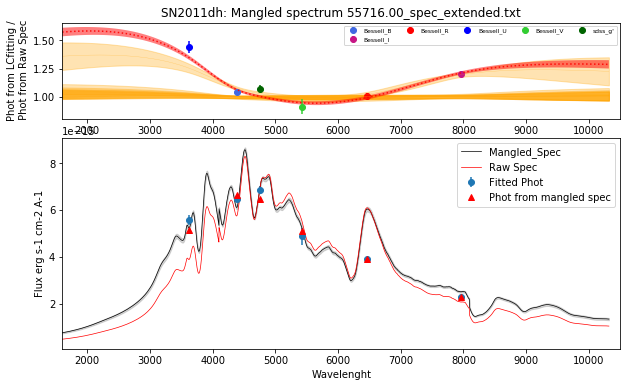 SN2011dh: Mangled spectrum 55716.00_spec_extended.txt
Phot from LCfitting /
Phot from Raw Spec
1.50
1.25
1.00
Bessell_B
Bessell_R
Bessell_U
Bessell_V
sdss_g'
Bessell_I
2000 3000 4000 5000 6000 7000 8000 9000 10000
1e−15
Flux erg s-1 cm-2 A-1
8
6
4
2
Mangled_Spec
Raw Spec
Fitted Phot
Phot from mangled spec
2000 3000 4000 5000 6000 7000 8000 9000 10000
Wavelenght